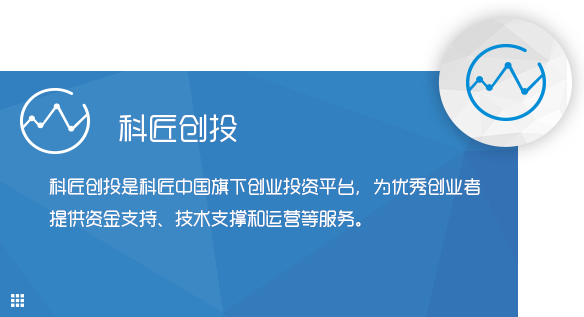 科匠创投
科匠创投是科匠中国旗下创业投资平台，为优秀创业者
提供资金支持、技术支撑和运营等服务。